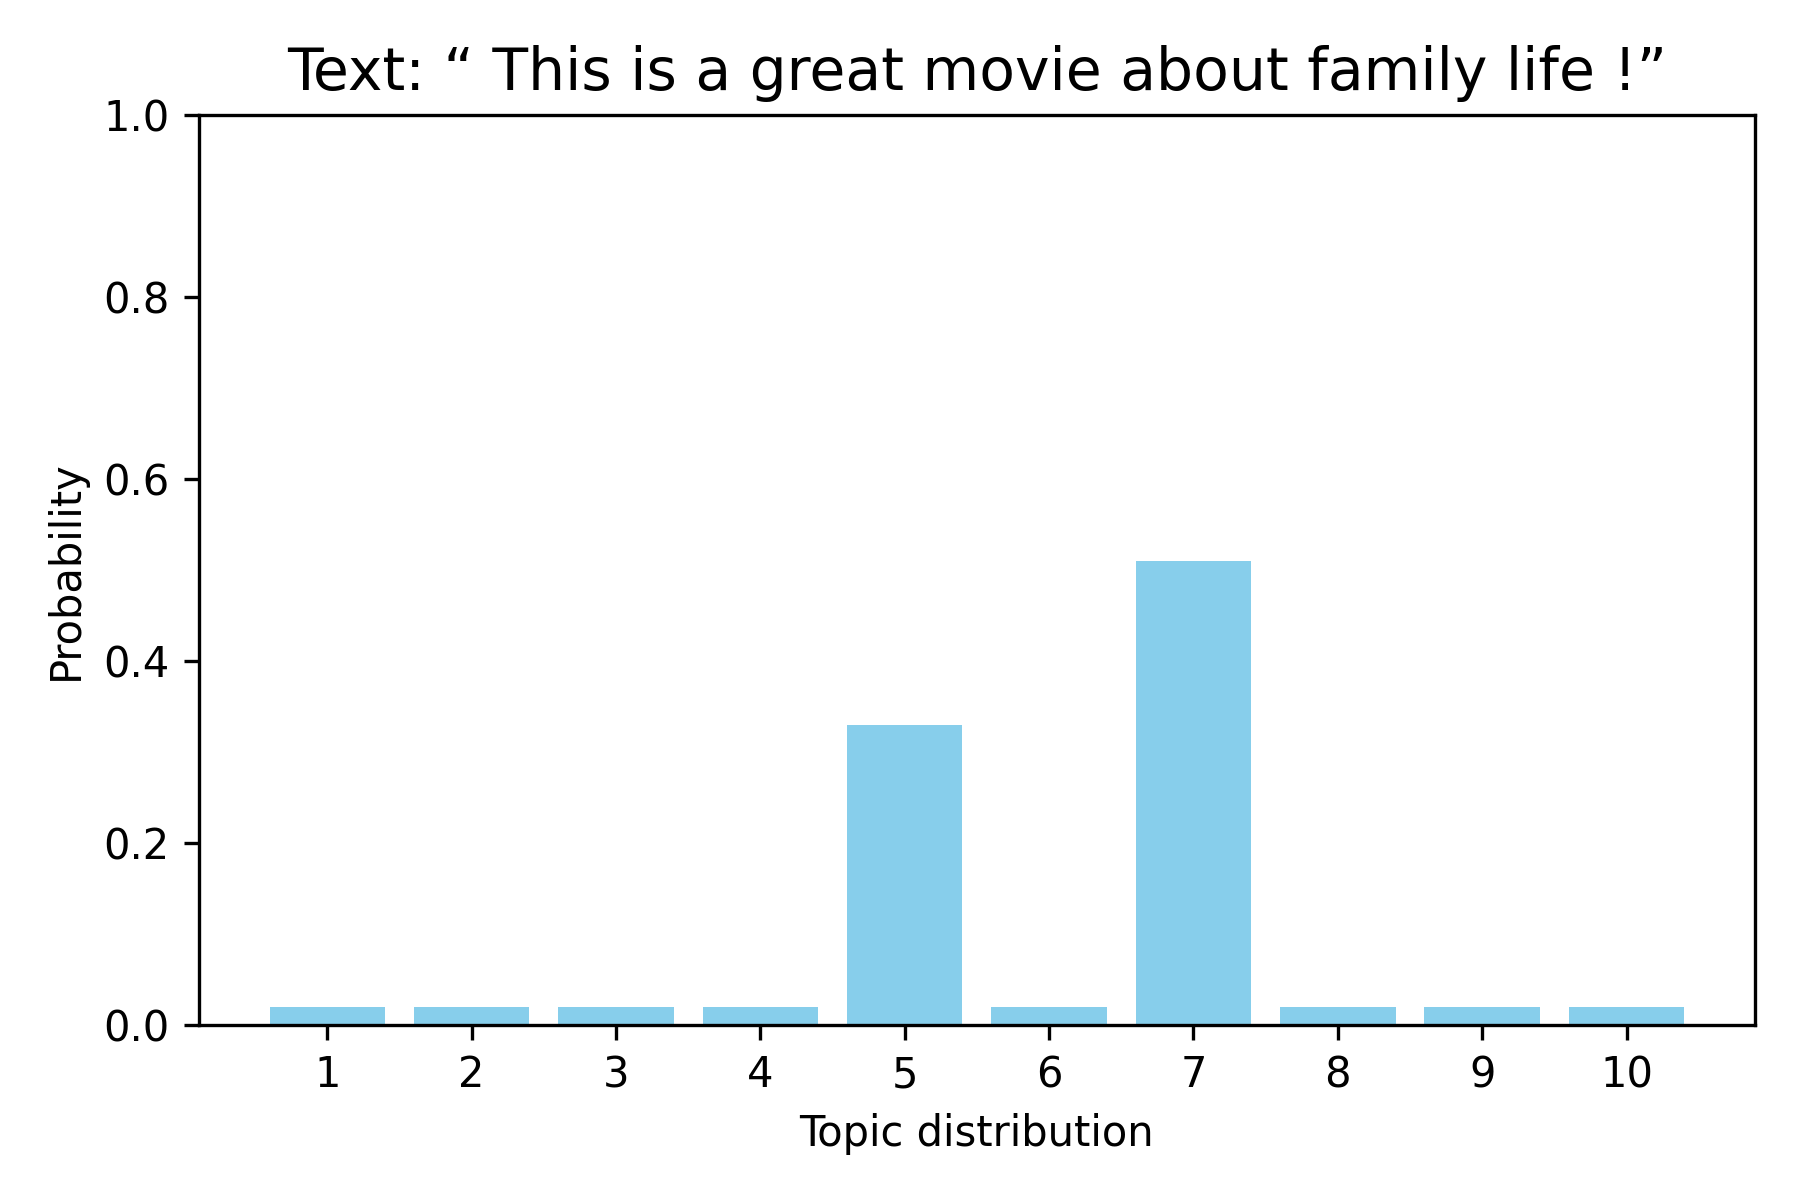 Text: “ This is a great movie about family life !”
1.0
0.8
0.6
0.4
0.2
0.0
Probability
1 2 3 4 5 6 7 8 9 10
Topic distribution